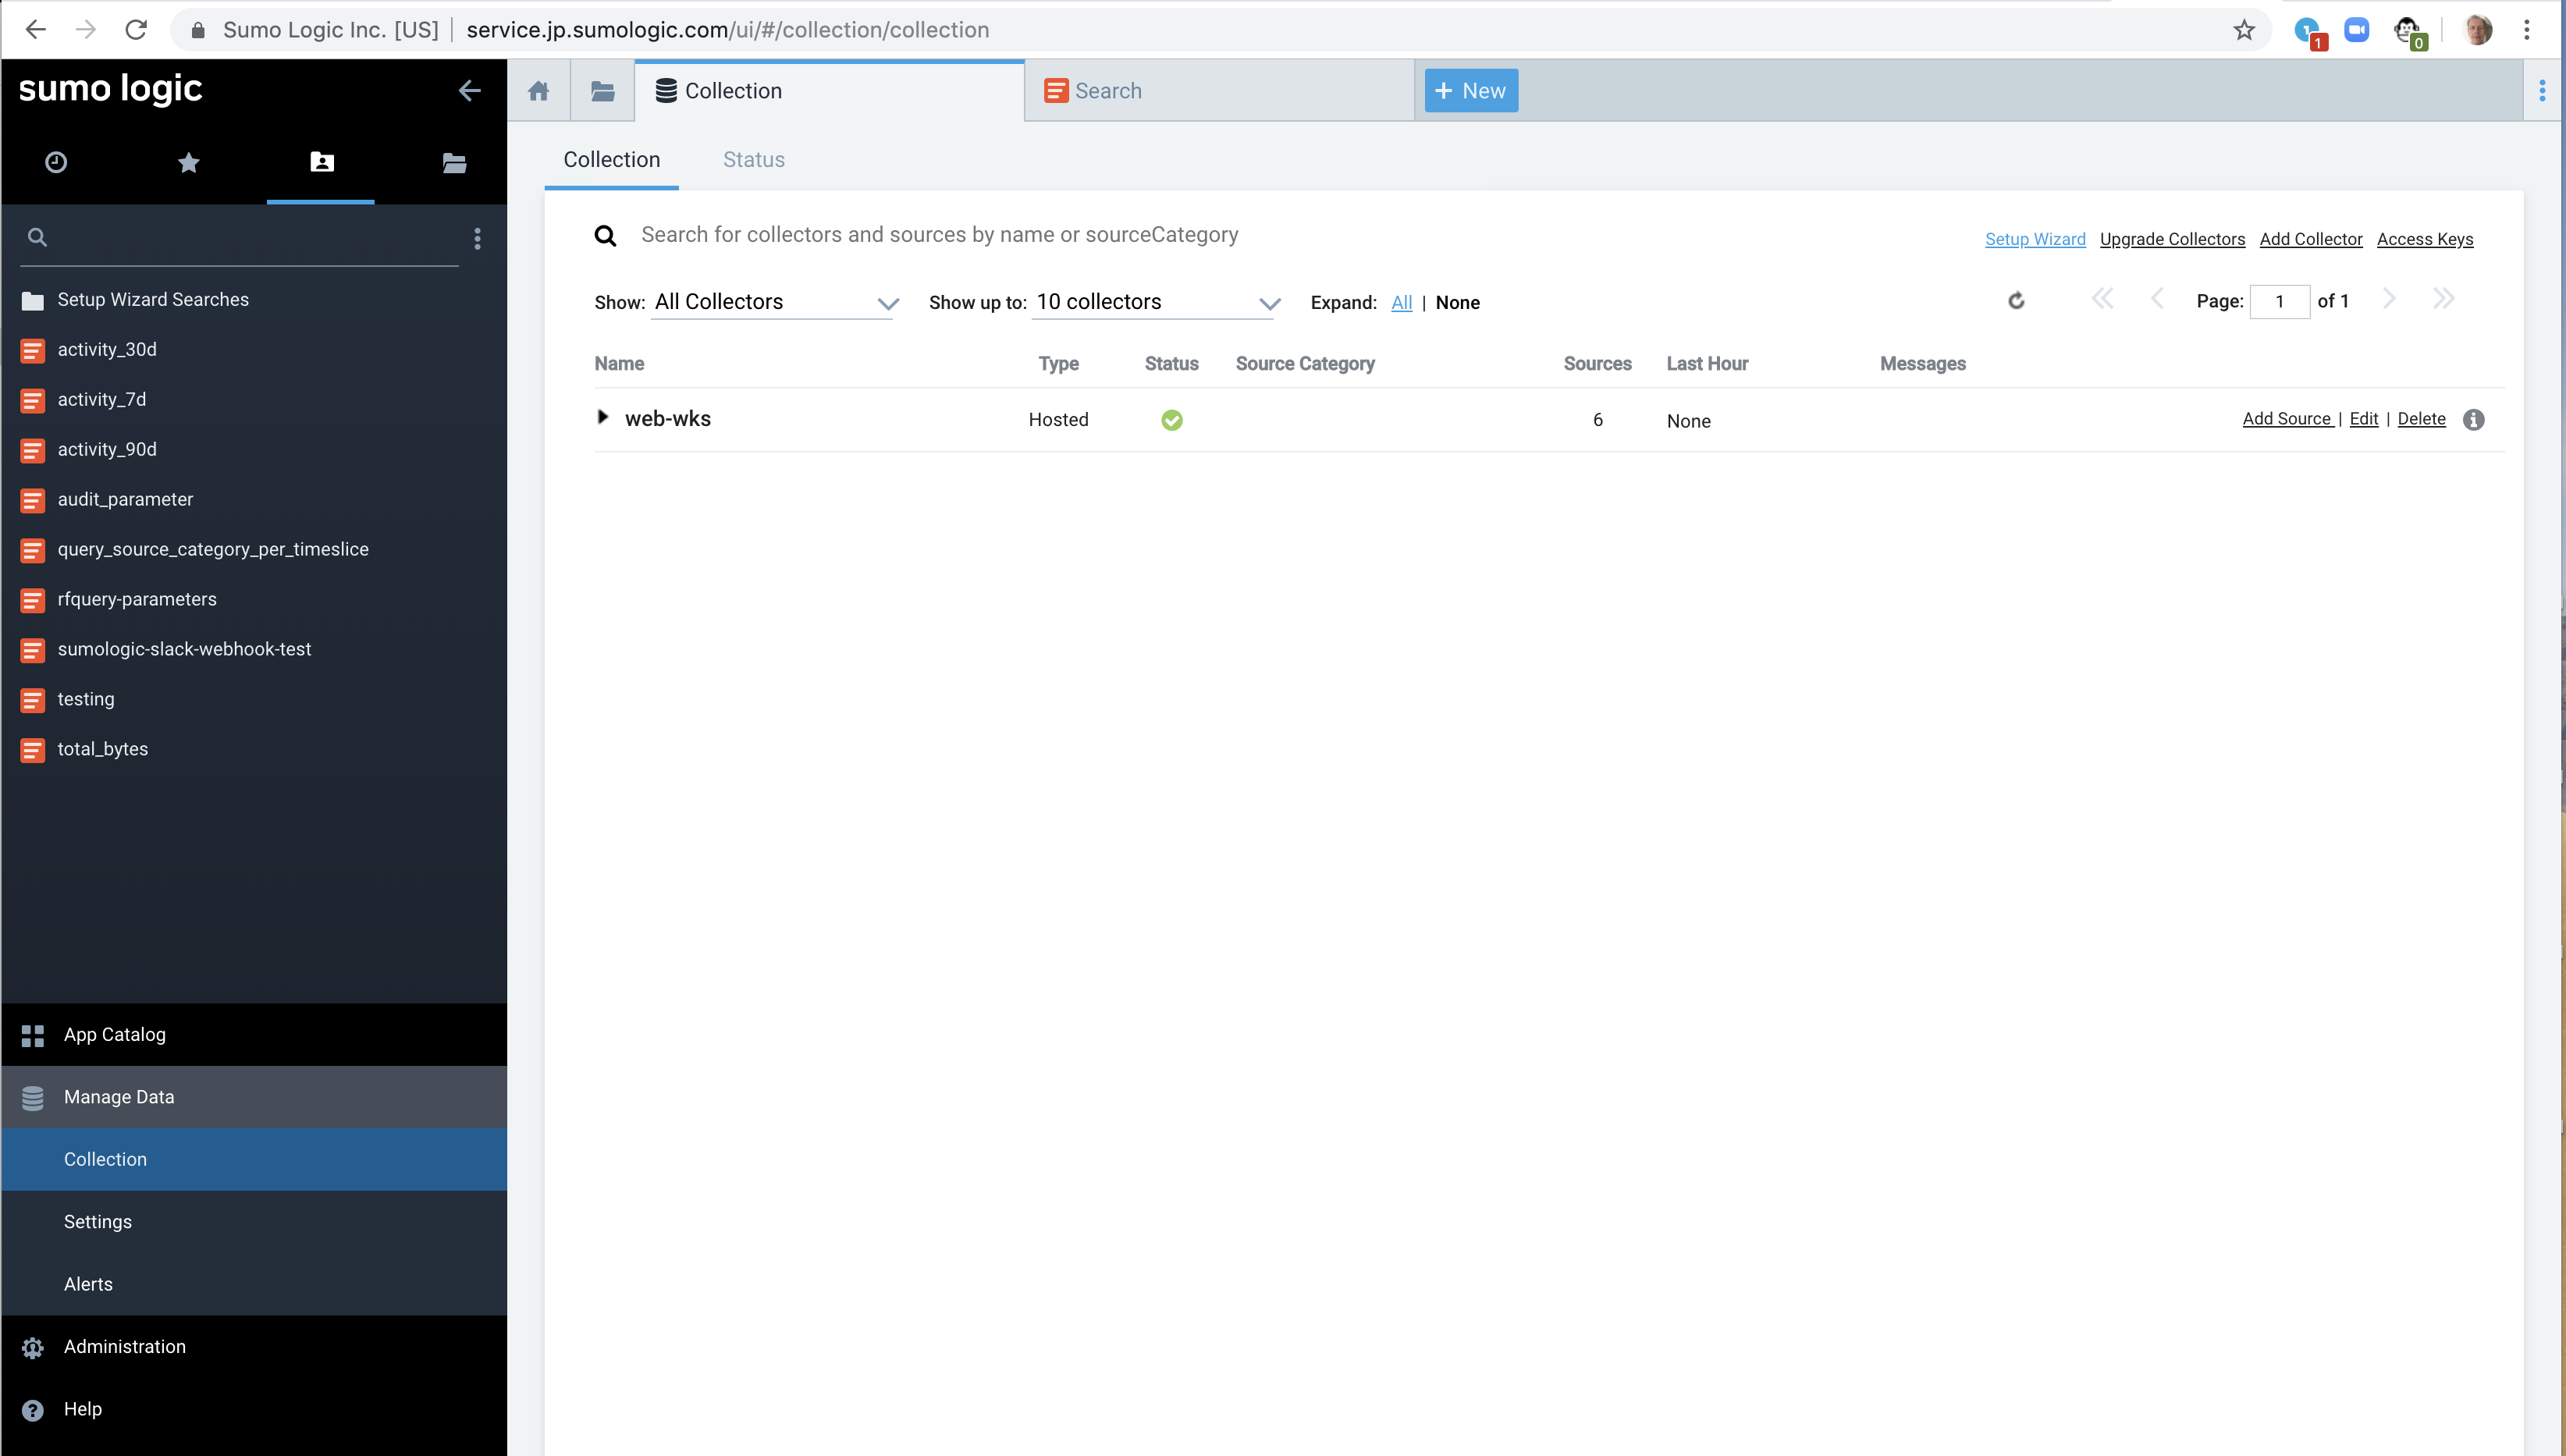 Sumo Logic Inc. [US] | service.jp.sumologic.com/ui/#/collection/collection
1
0
sumo logic
Collection
Search
+ New
Collection
Status
Search for collectors and sources by name or sourceCategory
Setup Wizard Upgrade Collectors Add Collector Access Keys
Show: All Collectors Show up to: 10 collectors Expand: All | None Page: 1 of 1
Name Type Status Source Category Sources Last Hour Messages
web-wks Hosted 6 None Add Source | Edit | Delete
Setup Wizard Searches
activity_30d
activity_7d
activity_90d
audit_parameter
query_source_category_per_timeslice
rfquery-parameters
sumologic-slack-webhook-test
testing
total_bytes
App Catalog
Manage Data
Collection
Settings
Alerts
Administration
Help